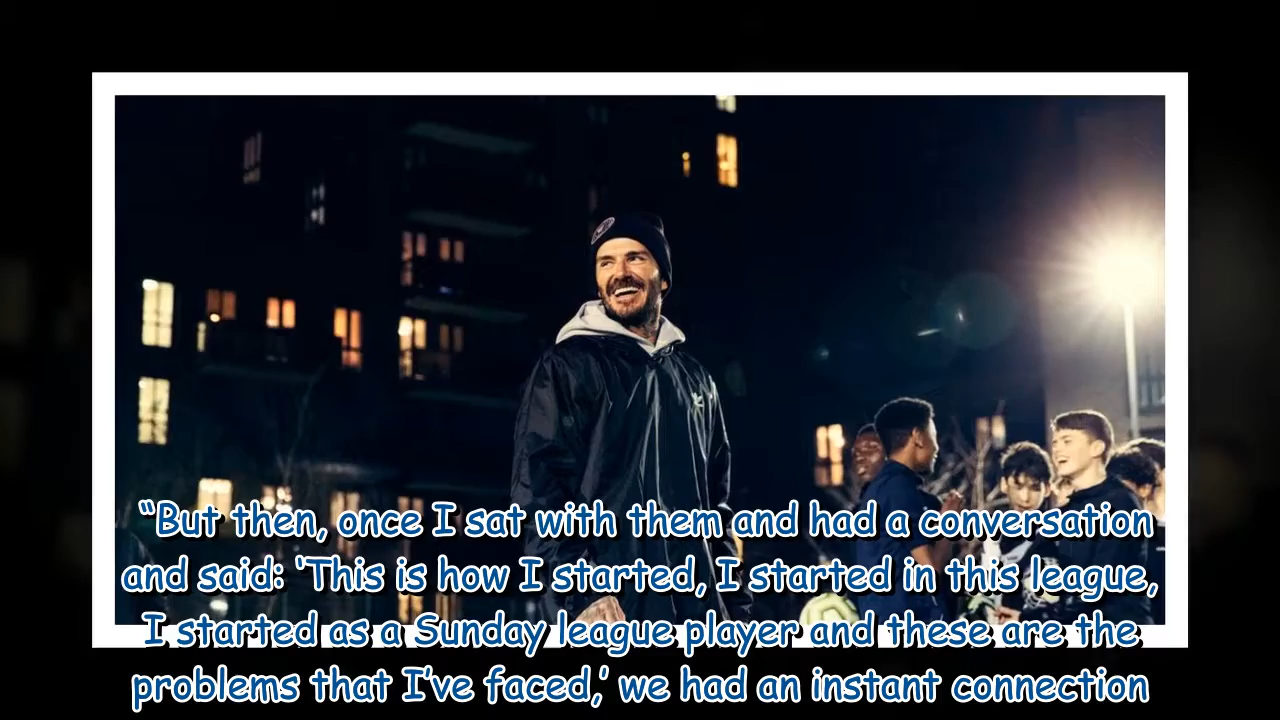 “But then, once I sat with them and had a conversation
and said: ‘This is how I started, I started in this league,
I started as a Sunday league player and these are the
problems that I’ve faced,’ we had an instant connection